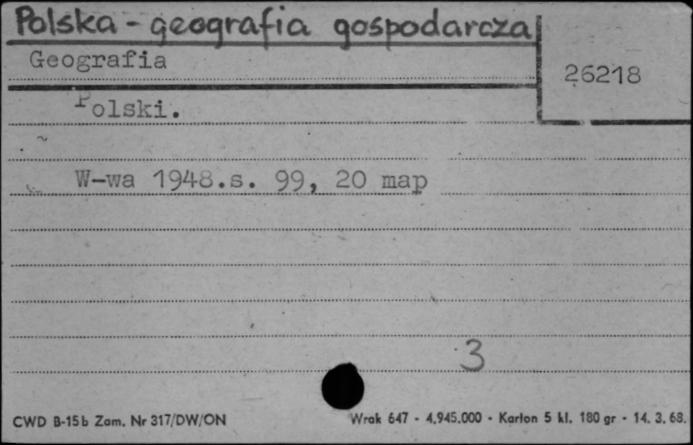 Polska - geografia gospodarcza
Geografia
26218
Polski.
W-wa 1948.s. 99, 20 map
3
CWD B-15b Zam. Nr 317/DW/ON
Wrak 647 - 4.945.000 - Karton 5 kl. 180 gr - 14. 3. 68.